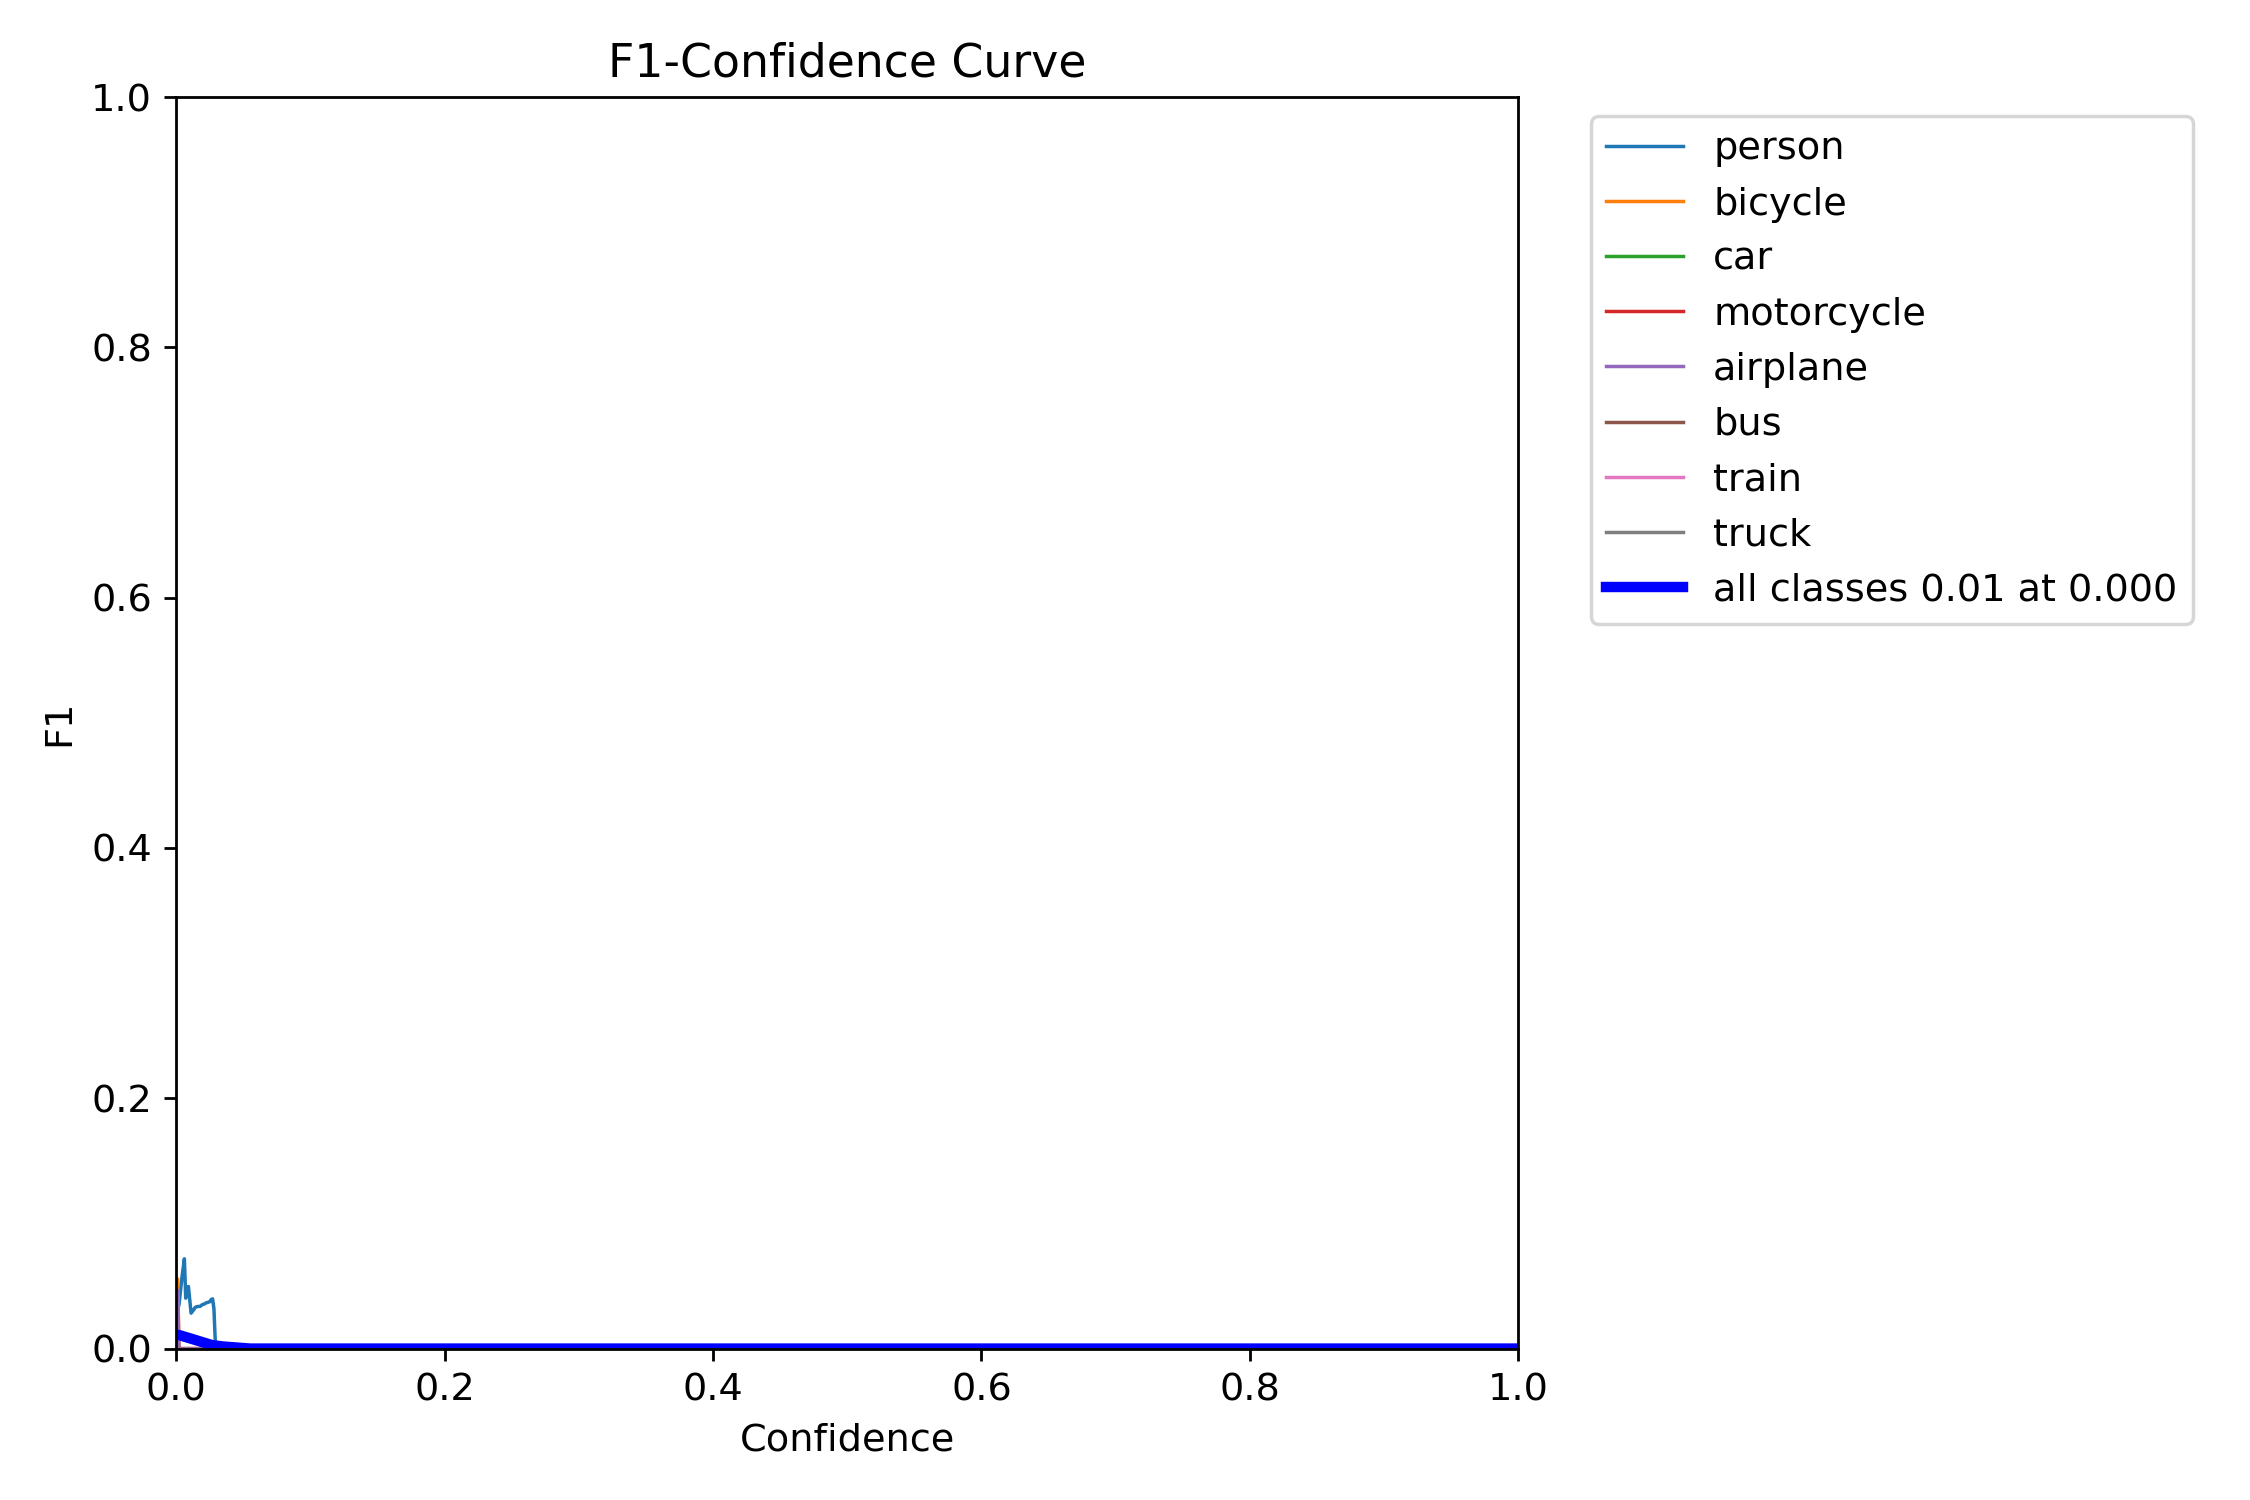 F1-Confidence Curve
1.0
0.8
0.6
0.4
0.2
0.0
F1
0.0 0.2 0.4 0.6 0.8 1.0
Confidence
person
bicycle
car
motorcycle
airplane
bus
train
truck
all classes 0.01 at 0.000